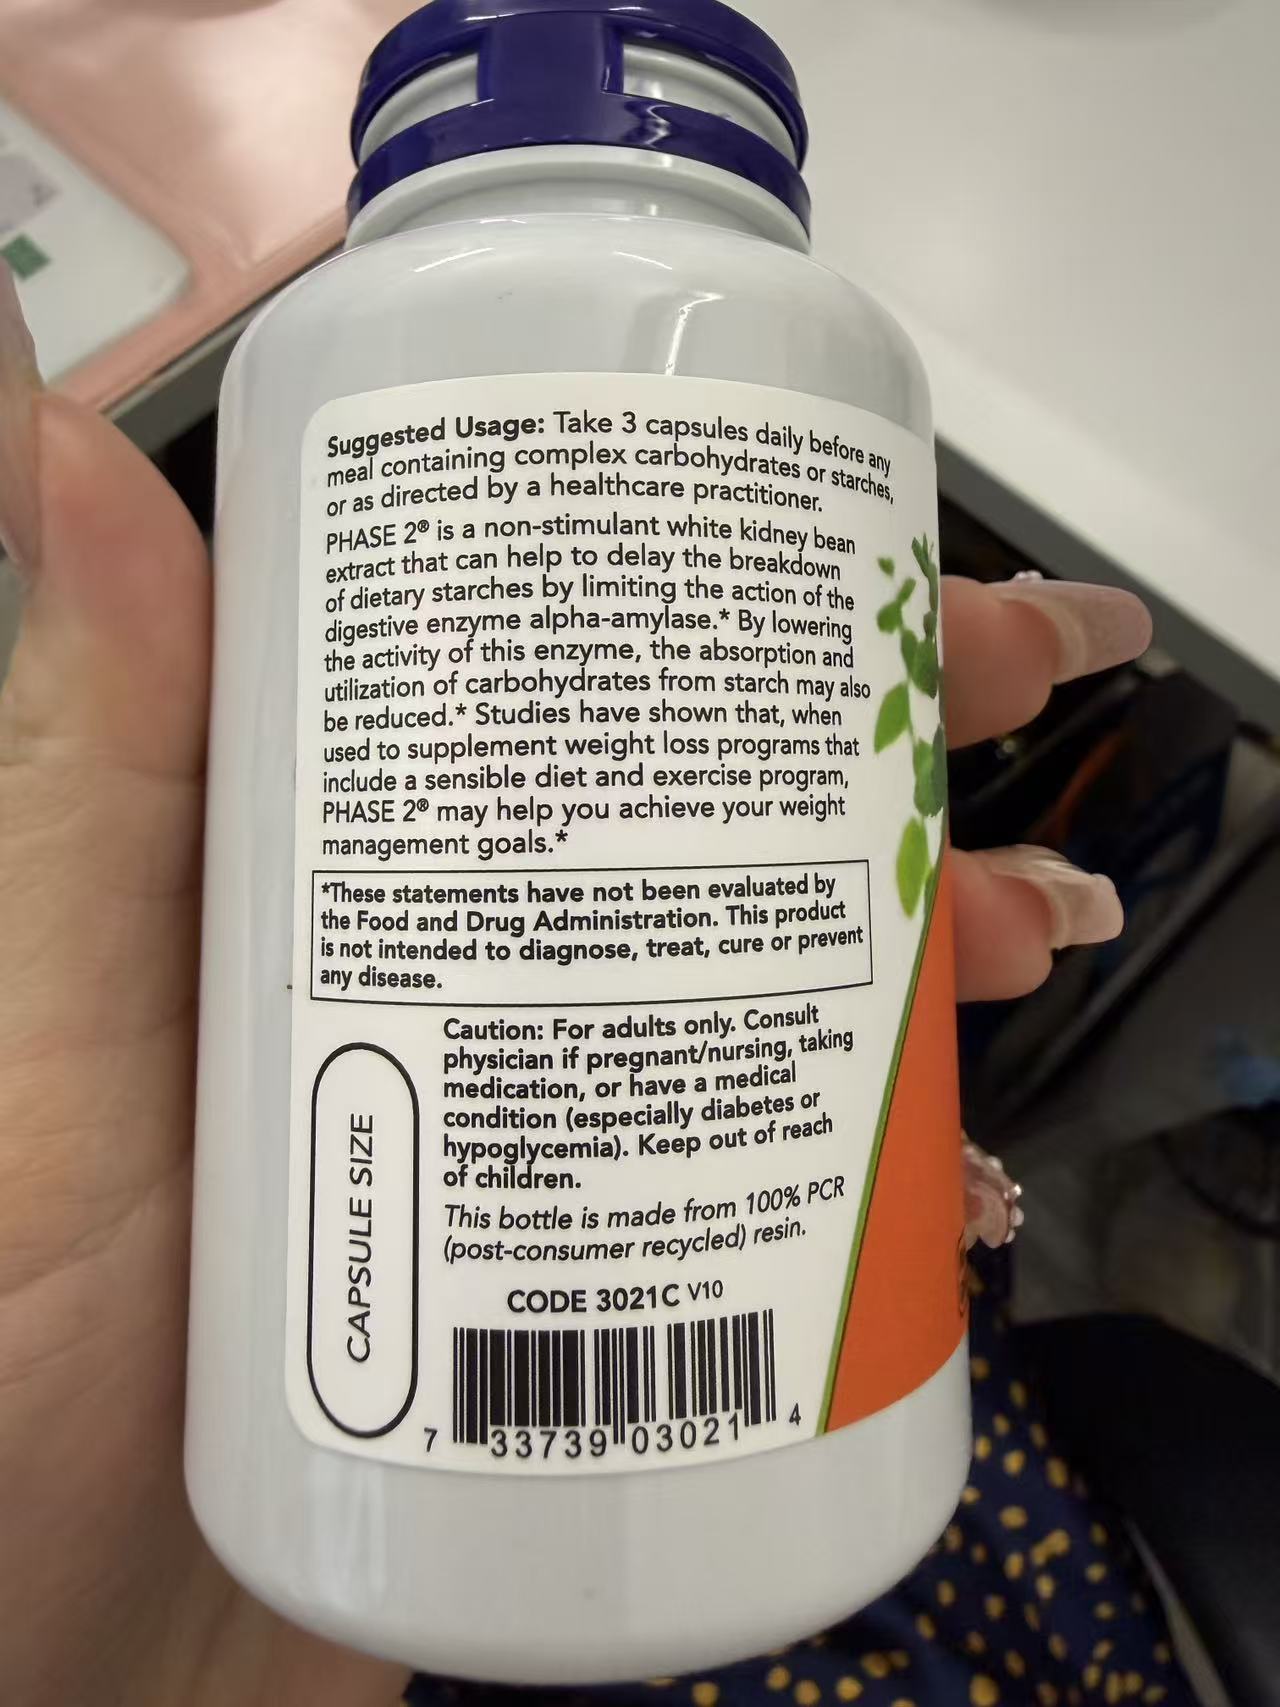 Suggested Usage: Take 3 capsules daily before any
meal containing complex carbohydrates or starches,
or as directed by a healthcare practitioner.
PHASE 2® is a non-stimulant white kidney bean
extract that can help to delay the breakdown
of dietary starches by limiting the action of the
digestive enzyme alpha-amylase.* By lowering
the activity of this enzyme, the absorption and
utilization of carbohydrates from starch may also
be reduced.* Studies have shown that, when
used to supplement weight loss programs that
include a sensible diet and exercise program,
PHASE 2® may help you achieve your weight
management goals.*
*These statements have not been evaluated by
the Food and Drug Administration. This product
is not intended to diagnose, treat, cure or prevent
any disease.
CAPSULE SIZE
Caution: For adults only. Consult
physician if pregnant/nursing, taking
medication, or have a medical
condition (especially diabetes or
hypoglycemia). Keep out of reach
of children.
This bottle is made from 100% PCR
(post-consumer recycled) resin.
CODE 3021C V10
7 33739 03021 4